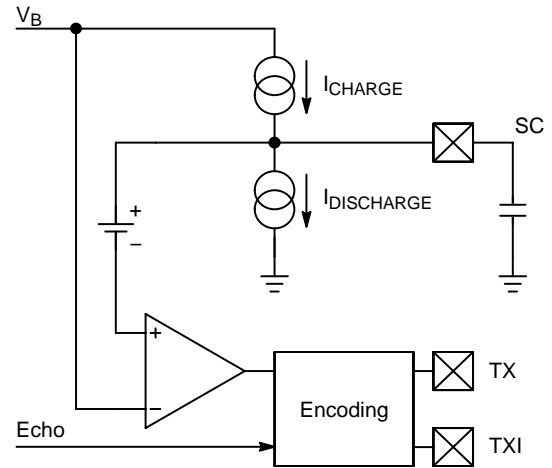 VB
ICHARGE
SC
IDISCHARGE
+
−
+
TX
Encoding
−
Echo
TXI